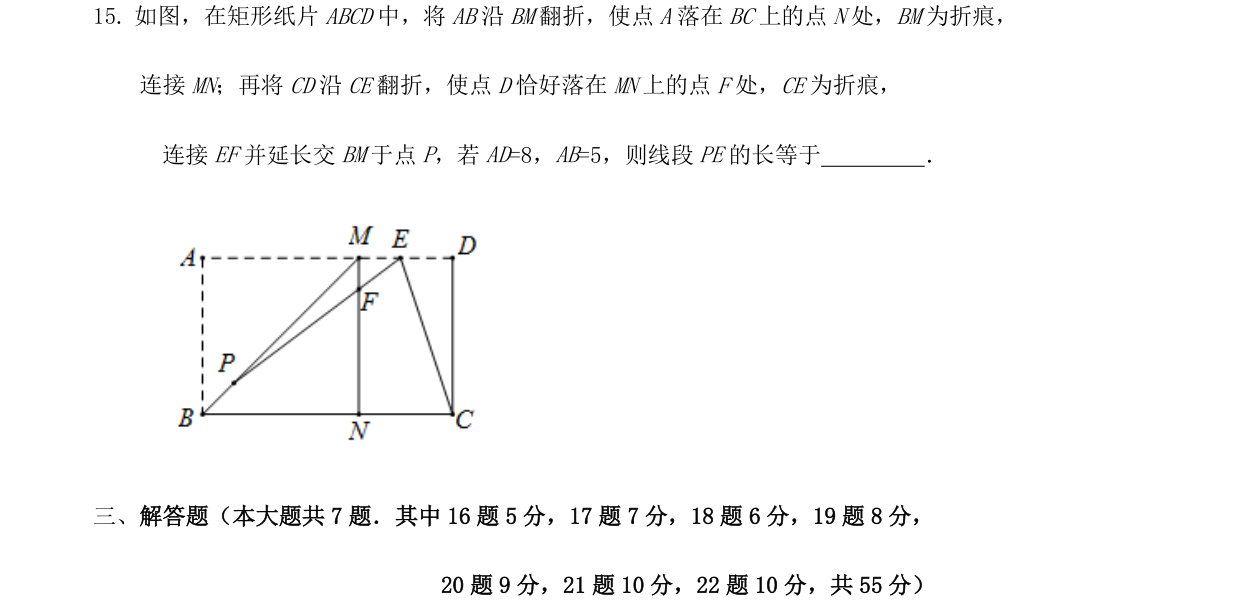 15. 如图，在矩形纸片 ABCD 中，将 AB 沿 BM 翻折，使点 A 落在 BC 上的点 N 处，BM 为折痕，
连接 MN；再将 CD 沿 CE 翻折，使点 D 恰好落在 MN 上的点 F 处，CE 为折痕，
连接 EF 并延长交 BM 于点 P，若 AD=8，AB=5，则线段 PE 的长等于_________．
M E D
A
F
P
B N C
三、解答题（本大题共 7 题．其中 16 题 5 分，17 题 7 分，18 题 6 分，19 题 8 分，
20 题 9 分，21 题 10 分，22 题 10 分，共 55 分）